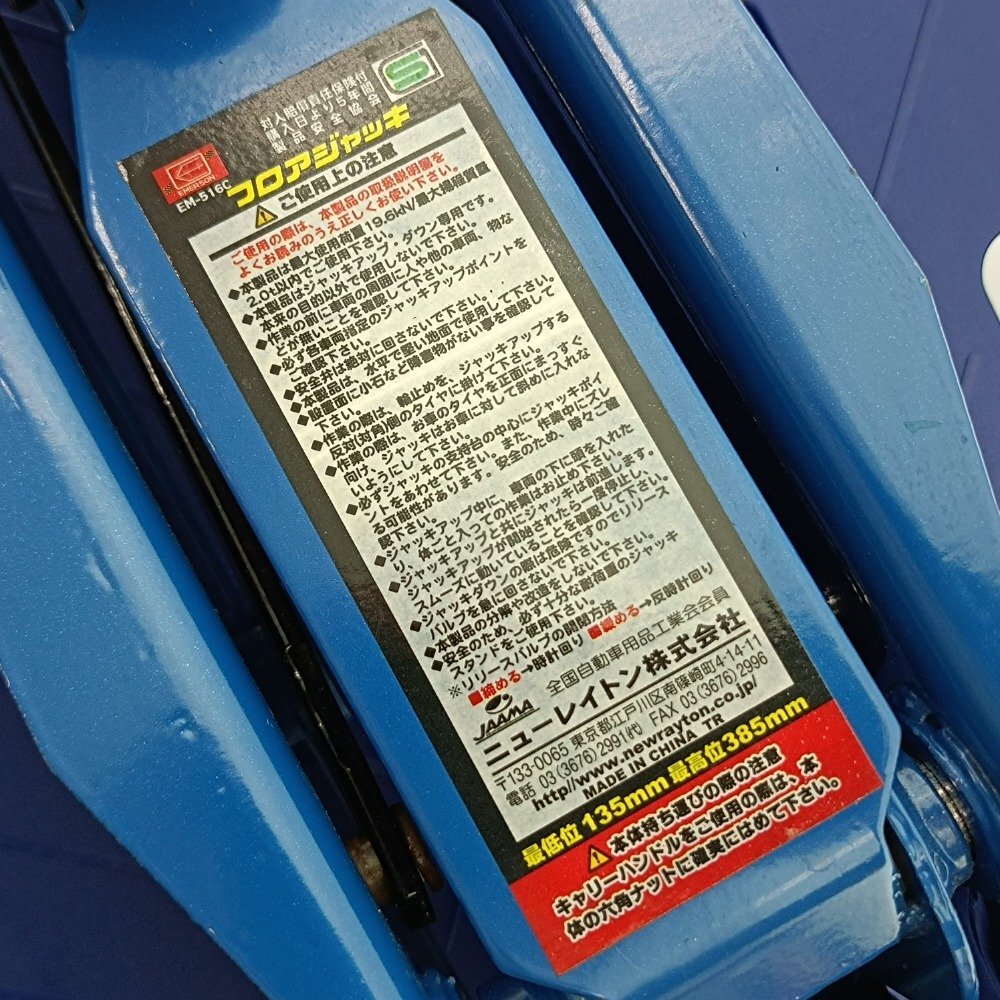 対人賠償責任保険付
購入日より5年間
製品安全協会
S
EMERSON
EM-516C
フロアジャッキ
⚠ご使用上の注意
ご使用の際は、本製品の取扱説明書を
よくお読みのうえ正しくお使い下さい。
◆本製品は最大使用荷重19.6kN/最大積揚質量
2.0t以内でご使用下さい。
◆本製品はジャッキアップ・ダウン専用です。
本来の目的以外で使用しないで下さい。
◆作業の前に車両の周囲に人や他の車両、物な
どが無いことを確認して下さい。
◆必ず各車両指定のジャッキアップポイントを
ご確認下さい。
◆安全弁は絶対に回さないで下さい。
◆本製品は、水平で硬い地面で使用して下さい。
◆設置面に小石など障害物がない事を確認して
下さい。
◆作業の際は、輪止めを、ジャッキアップする
反対(対角)側のタイヤに掛けて下さい。
◆作業の際は、お車のタイヤを正面にまっすぐ
向け、ジャッキはお車に対して斜めに入れな
いようにして下さい。
◆必ずジャッキの支持点の中心にジャッキポイ
ントをあわせて下さい。また、作業中にズレ
る可能性があります。安全のため、時々ご確
認下さい。
◆ジャッキアップ中に、車両の下に頭を入れた
り、体ごと入っての作業はお止め下さい。
◆ジャッキアップと共にジャッキは前進します。
ジャッキアップが開始されたら一度停止し、
スムーズに動いていることを確認して下さい。
◆ジャッキダウンの際は危険ですのでリリース
バルブを急に回さないで下さい。
◆本製品の分解や改造をしないで下さい。
◆安全のため、必ず十分な耐荷重のジャッキ
スタンドをご使用下さい。
※リリースバルブの開閉方法
■締める→時計回り ■緩める→反時計回り
JAAMA
全国自動車用品工業会会員
ニューレイトン株式会社
〒133-0065 東京都江戸川区南篠崎町4-14-11
電話 03(3676)2991(代) FAX 03(3676)2996
http//www.newrayton.co.jp/
MADE IN CHINA TR
最低位135mm 最高位385mm
⚠本体持ち運びの際の注意
キャリーハンドルをご使用の際は、本
体の六角ナットに確実にはめて下さい。